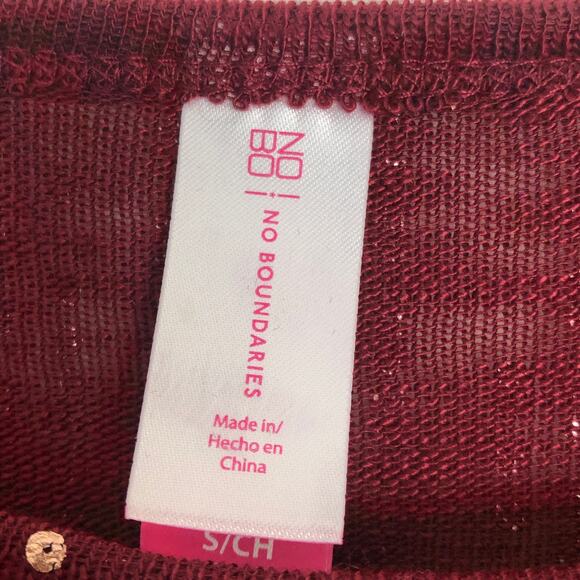 NO
BO
NO BOUNDARIES
Made in/
Hecho en
China
S/CH